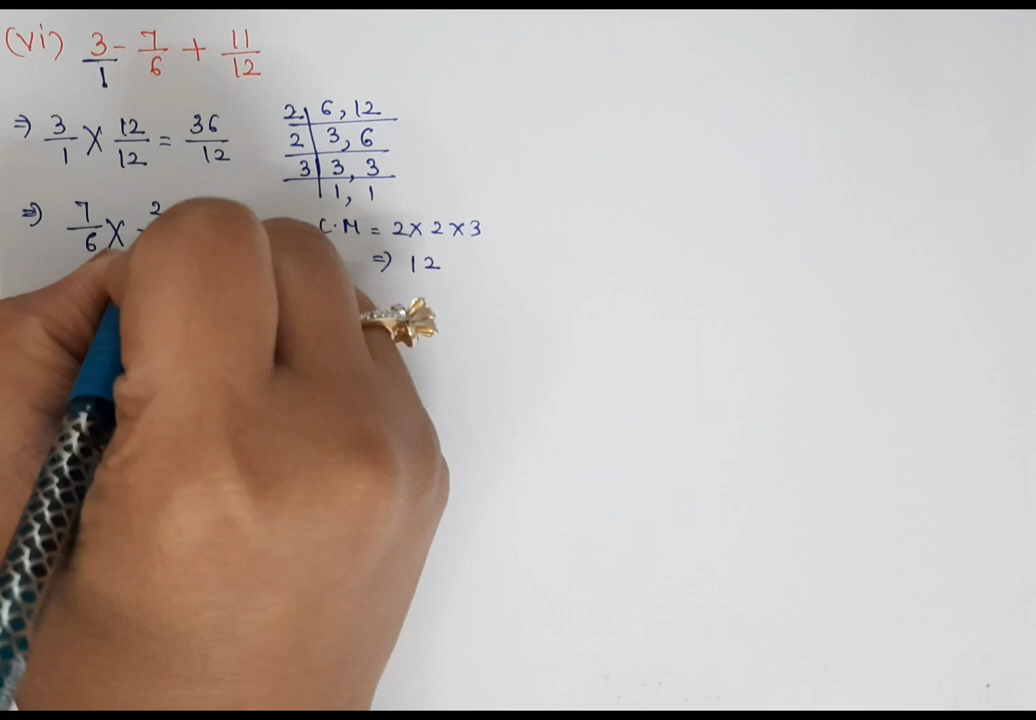 (vi) 3/1 - 7/6 + 11/12
⇒ 3/1 × 12/12 = 36/12
⇒ 7/6 × 2
2 | 6, 12
2 | 3, 6
3 | 3, 3
1, 1
C.M = 2 × 2 × 3
⇒ 12